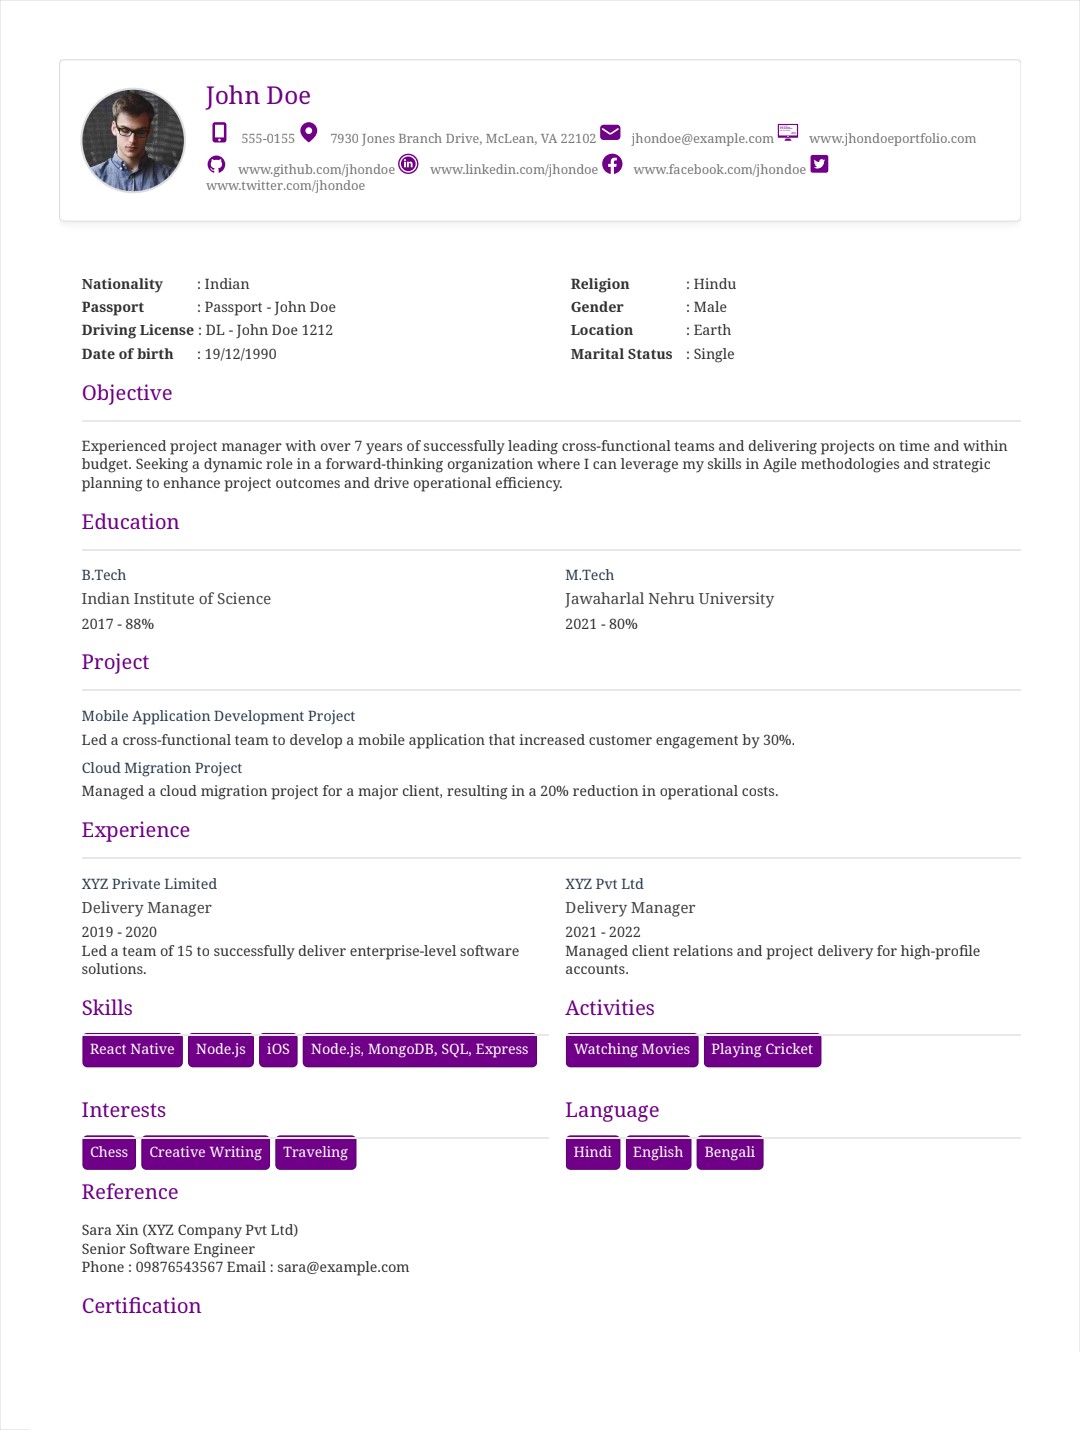 John Doe
555-0155 7930 Jones Branch Drive, McLean, VA 22102 jhondoe@example.com www.jhondoeportfolio.com
www.github.com/jhondoe www.linkedin.com/jhondoe www.facebook.com/jhondoe
www.twitter.com/jhondoe
Nationality : Indian Religion : Hindu
Passport : Passport - John Doe Gender : Male
Driving License : DL - John Doe 1212 Location : Earth
Date of birth : 19/12/1990 Marital Status : Single
Objective
Experienced project manager with over 7 years of successfully leading cross-functional teams and delivering projects on time and within
budget. Seeking a dynamic role in a forward-thinking organization where I can leverage my skills in Agile methodologies and strategic
planning to enhance project outcomes and drive operational efficiency.
Education
B.Tech
Indian Institute of Science
2017 - 88%
M.Tech
Jawaharlal Nehru University
2021 - 80%
Project
Mobile Application Development Project
Led a cross-functional team to develop a mobile application that increased customer engagement by 30%.
Cloud Migration Project
Managed a cloud migration project for a major client, resulting in a 20% reduction in operational costs.
Experience
XYZ Private Limited
Delivery Manager
2019 - 2020
Led a team of 15 to successfully deliver enterprise-level software
solutions.
XYZ Pvt Ltd
Delivery Manager
2021 - 2022
Managed client relations and project delivery for high-profile
accounts.
Skills
React Native Node.js iOS Node.js, MongoDB, SQL, Express
Activities
Watching Movies Playing Cricket
Interests
Chess Creative Writing Traveling
Language
Hindi English Bengali
Reference
Sara Xin (XYZ Company Pvt Ltd)
Senior Software Engineer
Phone : 09876543567 Email : sara@example.com
Certification